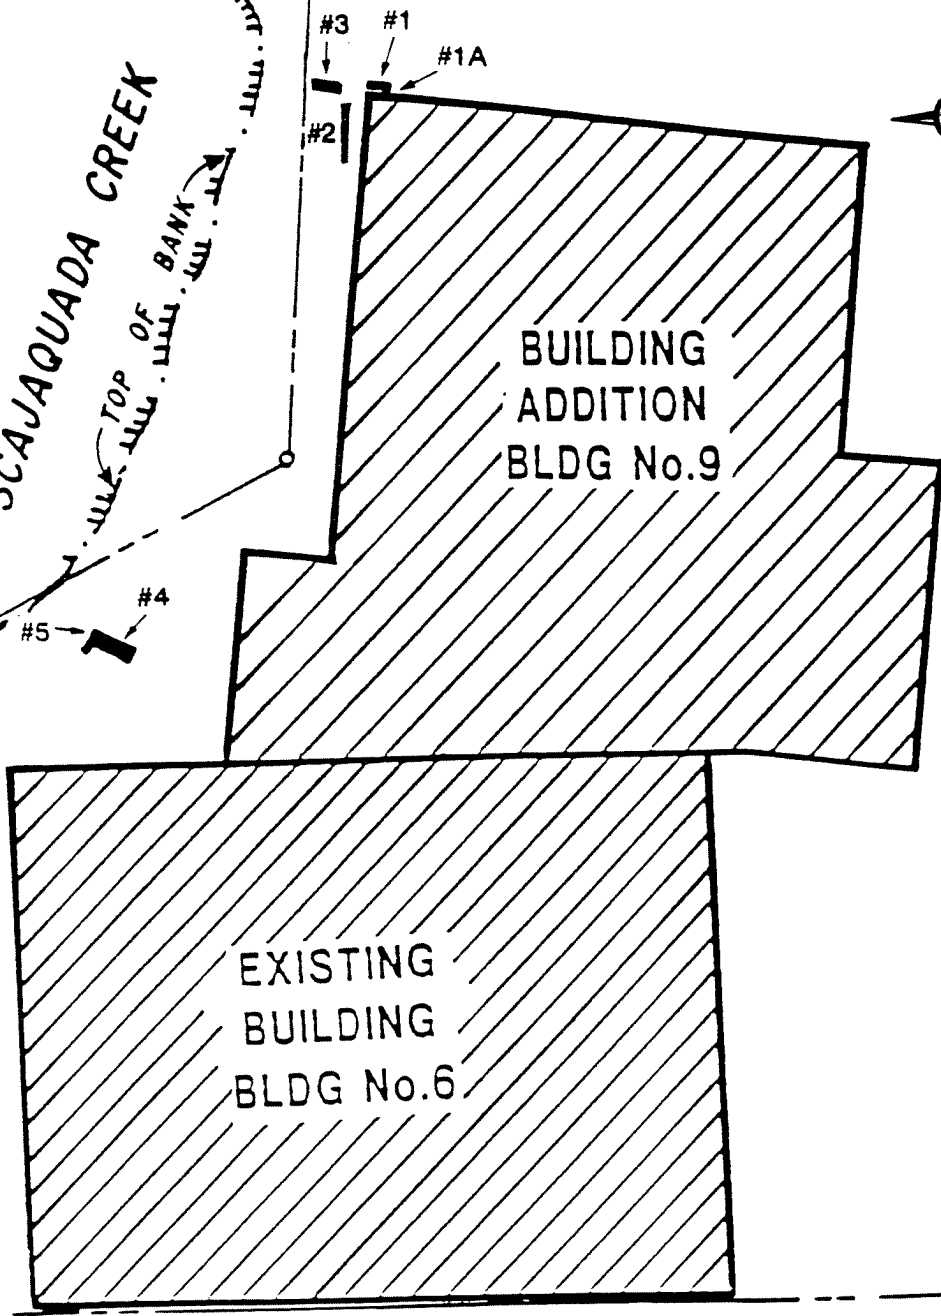 #3
#1
#1A
#2
SCAJAQUADA CREEK
TOP OF BANK
BUILDING
ADDITION
BLDG No.9
#4
#5
EXISTING
BUILDING
BLDG No.6